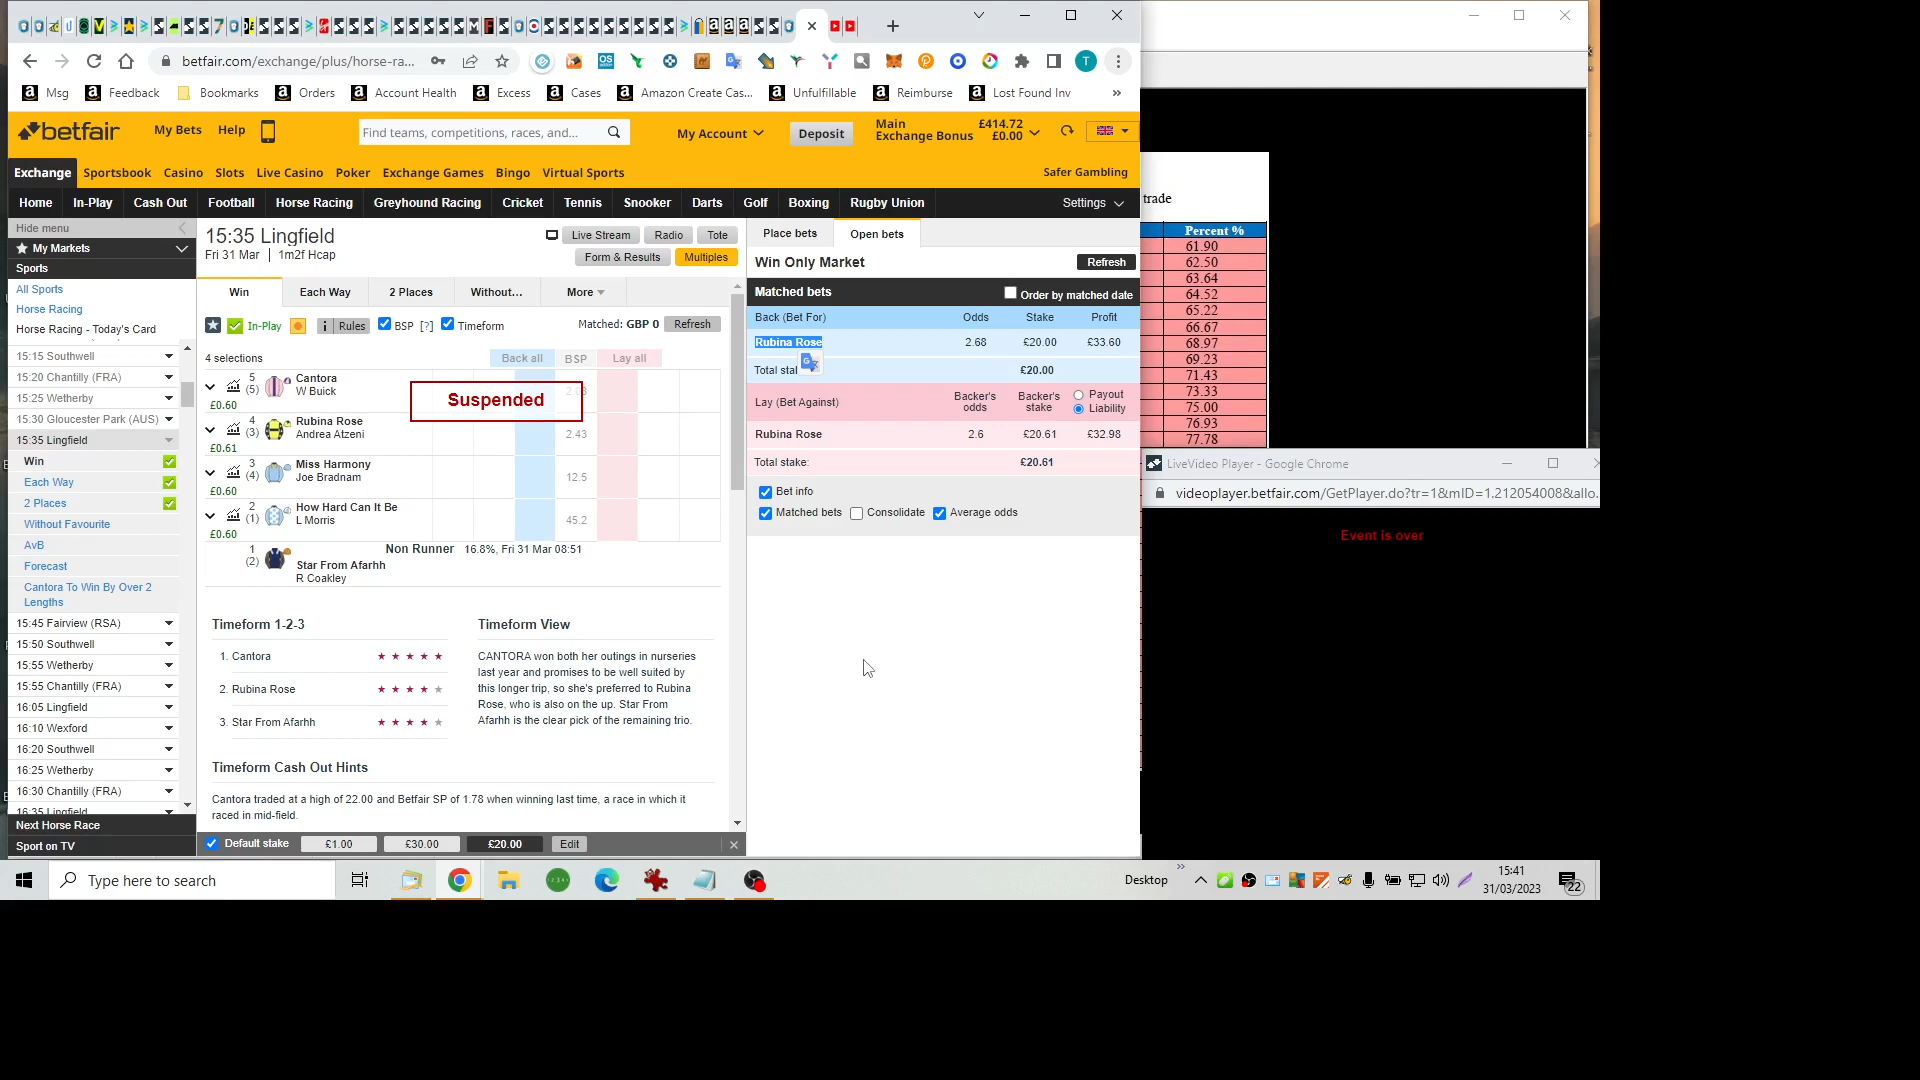 betfair.com/exchange/plus/horse-ra...
T
Msg Feedback Bookmarks Orders Account Health Excess Cases Amazon Create Cas... Unfulfillable Reimburse Lost Found Inv »
betfair My Bets Help
Find teams, competitions, races, and...
My Account
Deposit
Main £414.72
Exchange Bonus £0.00
Exchange Sportsbook Casino Slots Live Casino Poker Exchange Games Bingo Virtual Sports Safer Gambling
Home In-Play Cash Out Football Horse Racing Greyhound Racing Cricket Tennis Snooker Darts Golf Boxing Rugby Union Settings
Hide menu
My Markets
Sports
All Sports
Horse Racing
Horse Racing - Today's Card
15:15 Southwell
15:20 Chantilly (FRA)
15:25 Wetherby
15:30 Gloucester Park (AUS)
15:35 Lingfield
Win
Each Way
2 Places
Without Favourite
AvB
Forecast
Cantora To Win By Over 2
Lengths
15:45 Fairview (RSA)
15:50 Southwell
15:55 Wetherby
15:55 Chantilly (FRA)
16:05 Lingfield
16:10 Wexford
16:20 Southwell
16:25 Wetherby
16:30 Chantilly (FRA)
16:35 Lingfield
Next Horse Race
Sport on TV
15:35 Lingfield
Fri 31 Mar | 1m2f Hcap
Live Stream Radio Tote
Form & Results Multiples
Win Each Way 2 Places Without... More
In-Play i Rules BSP [?] Timeform Matched: GBP 0 Refresh
4 selections Back all BSP Lay all
Suspended
5 (5) Cantora
W Buick
£0.60
4 (3) Rubina Rose
Andrea Atzeni 2.43
£0.61
3 (4) Miss Harmony
Joe Bradnam 12.5
£0.60
2 (1) How Hard Can It Be
L Morris 45.2
£0.60
1 (2) Non Runner 16.8%, Fri 31 Mar 08:51
Star From Afarhh
R Coakley
Timeform 1-2-3
1. Cantora ★ ★ ★ ★ ★
2. Rubina Rose ★ ★ ★ ★ ★
3. Star From Afarhh ★ ★ ★ ★ ★
Timeform View
CANTORA won both her outings in nurseries
last year and promises to be well suited by
this longer trip, so she's preferred to Rubina
Rose, who is also on the up. Star From
Afarhh is the clear pick of the remaining trio.
Timeform Cash Out Hints
Cantora traded at a high of 22.00 and Betfair SP of 1.78 when winning last time, a race in which it
raced in mid-field.
Default stake £1.00 £30.00 £20.00 Edit
Place bets Open bets
Win Only Market Refresh
Matched bets Order by matched date
Back (Bet For) Odds Stake Profit
Rubina Rose 2.68 £20.00 £33.60
Total stal £20.00
Lay (Bet Against) Backer's odds Backer's stake Payout Liability
Rubina Rose 2.6 £20.61 £32.98
Total stake: £20.61
Bet info
Matched bets Consolidate Average odds
trade
Percent %
61.90
62.50
63.64
64.52
65.22
66.67
68.97
69.23
71.43
73.33
75.00
76.93
77.78
LiveVideo Player - Google Chrome
videoplayer.betfair.com/GetPlayer.do?tr=1&mID=1.212054008&allo...
Event is over
Type here to search
Desktop »
15:41
31/03/2023
22